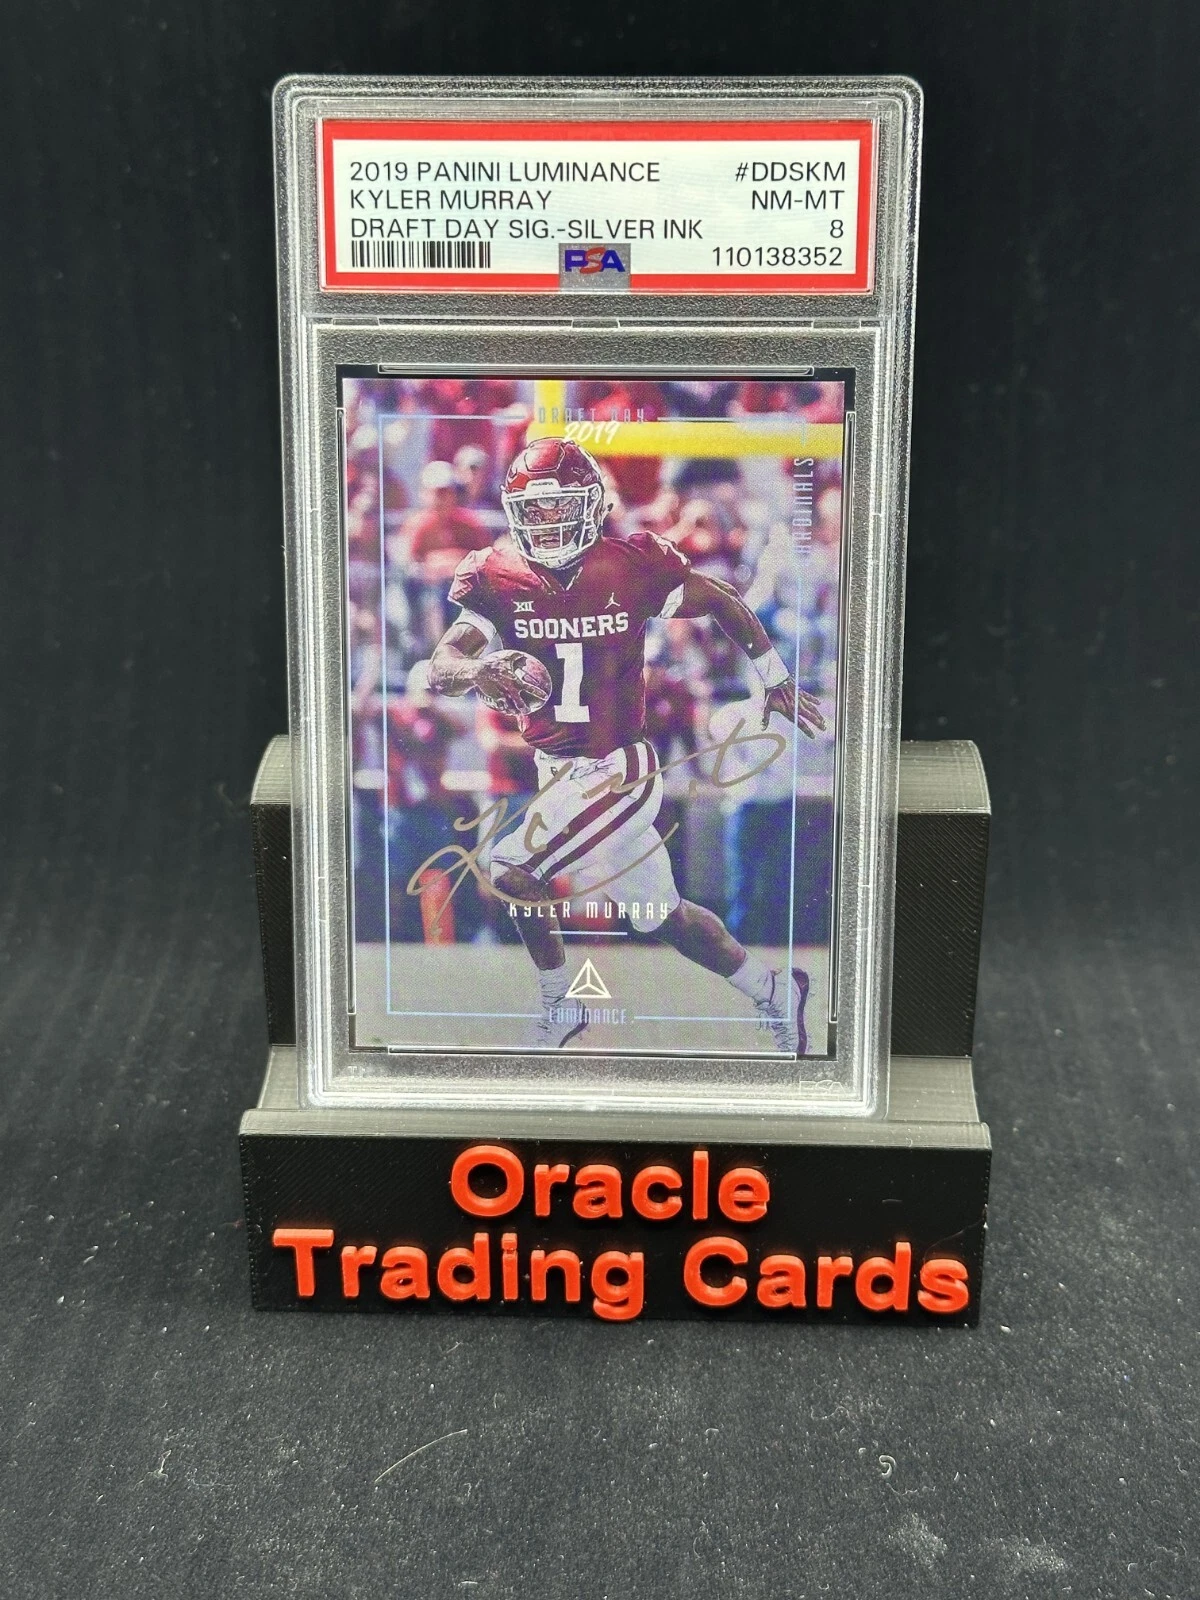 2019 PANINI LUMINANCE #DDSKM
KYLER MURRAY NM-MT
DRAFT DAY SIG.-SILVER INK 8
PSA 110138352
DRAFT DAY
2019
CARDINALS
XII
SOONERS
1
KYLER MURRAY
LUMINANCE
Oracle
Trading Cards